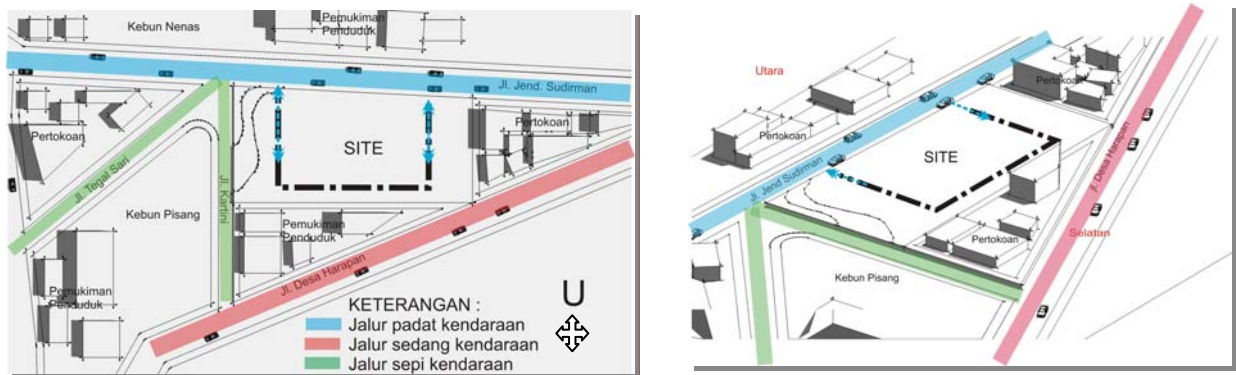 Kebun Nenas
Pemukiman
Penduduk
Jl. Jend. Sudirman
Pertokoan
Pertokoan
SITE
Jl. Tegal Sari
Jl. Kartini
Kebun Pisang
Pemukiman
Penduduk
Jl. Desa Harapan
Pemukiman
Penduduk
KETERANGAN :
Jalur padat kendaraan
Jalur sedang kendaraan
Jalur sepi kendaraan
U
Utara
Pertokoan
Pertokoan
SITE
Jl. Jend Sudirman
jl. Desa Harapan
Selatan
Pertokoan
Kebun Pisang